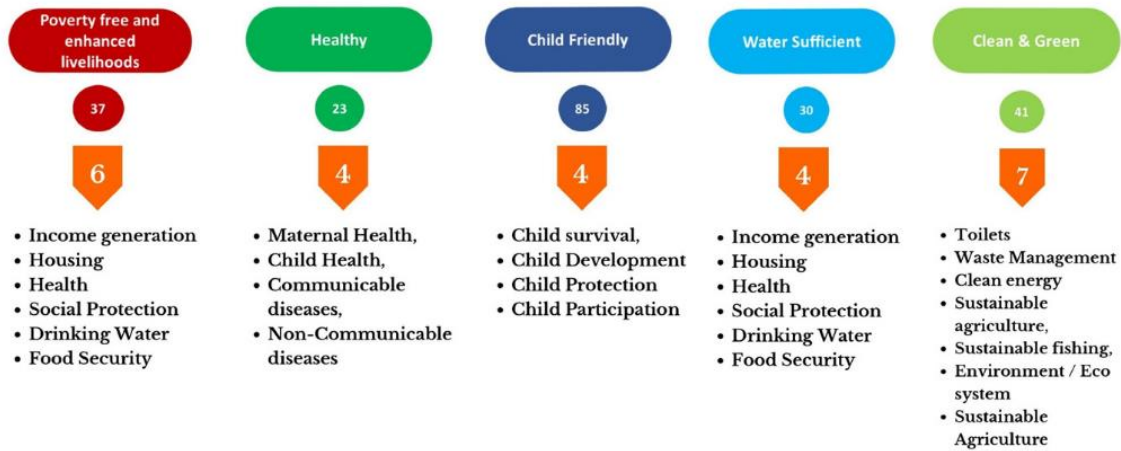 Poverty free and
enhanced
livelihoods
37
6
• Income generation
• Housing
• Health
• Social Protection
• Drinking Water
• Food Security
Healthy
23
4
• Maternal Health,
• Child Health,
• Communicable
diseases,
• Non-Communicable
diseases
Child Friendly
85
4
• Child survival,
• Child Development
• Child Protection
• Child Participation
Water Sufficient
30
4
• Income generation
• Housing
• Health
• Social Protection
• Drinking Water
• Food Security
Clean & Green
41
7
• Toilets
• Waste Management
• Clean energy
• Sustainable
agriculture,
• Sustainable fishing,
• Environment / Eco
system
• Sustainable
Agriculture